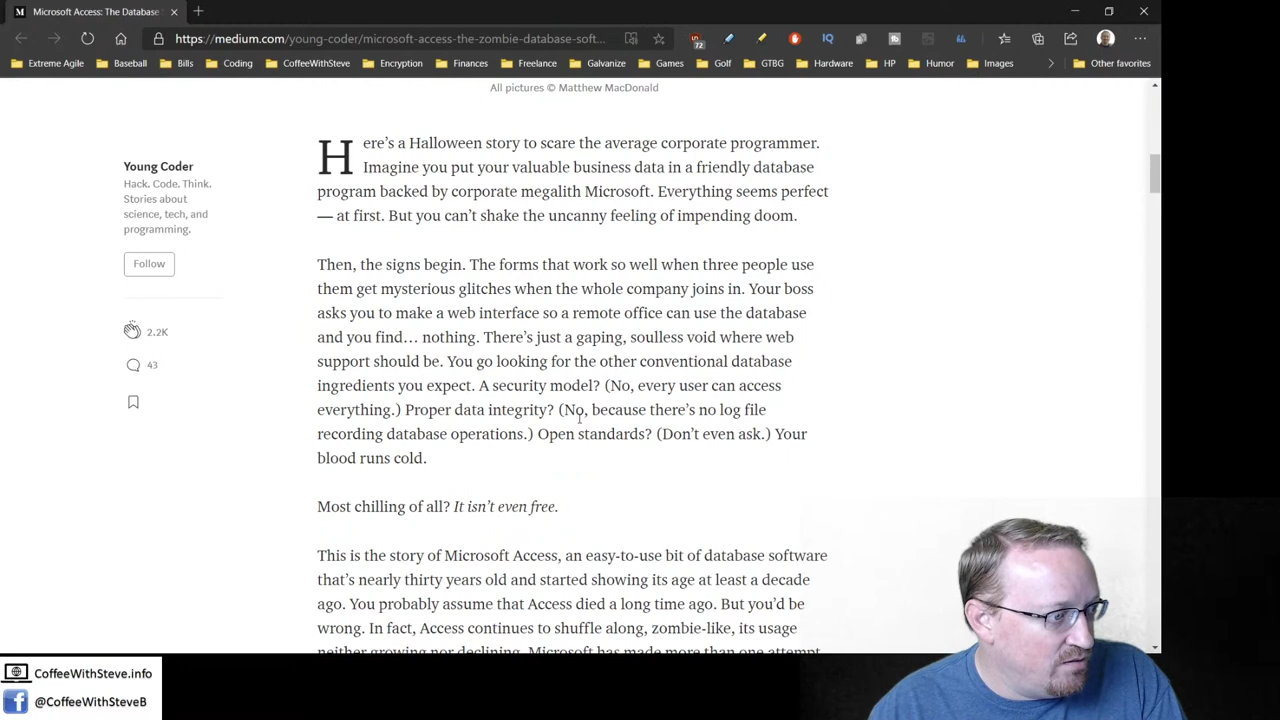 Microsoft Access: The Database
https://medium.com/young-coder/microsoft-access-the-zombie-database-soft...
72
IQ
Extreme Agile
Baseball
Bills
Coding
CoffeeWithSteve
Encryption
Finances
Freelance
Galvanize
Games
Golf
GTBG
Hardware
HP
Humor
Images
Other favorites
All pictures © Matthew MacDonald
Young Coder
Hack. Code. Think.
Stories about
science, tech, and
programming.
Follow
2.2K
43
Here's a Halloween story to scare the average corporate programmer.
Imagine you put your valuable business data in a friendly database
program backed by corporate megalith Microsoft. Everything seems perfect
— at first. But you can't shake the uncanny feeling of impending doom.
Then, the signs begin. The forms that work so well when three people use
them get mysterious glitches when the whole company joins in. Your boss
asks you to make a web interface so a remote office can use the database
and you find… nothing. There's just a gaping, soulless void where web
support should be. You go looking for the other conventional database
ingredients you expect. A security model? (No, every user can access
everything.) Proper data integrity? (No, because there's no log file
recording database operations.) Open standards? (Don't even ask.) Your
blood runs cold.
Most chilling of all? It isn't even free.
This is the story of Microsoft Access, an easy-to-use bit of database software
that's nearly thirty years old and started showing its age at least a decade
ago. You probably assume that Access died a long time ago. But you'd be
wrong. In fact, Access continues to shuffle along, zombie-like, its usage
neither growing nor declining. Microsoft has made more than one attempt
CoffeeWithSteve.info
@CoffeeWithSteveB